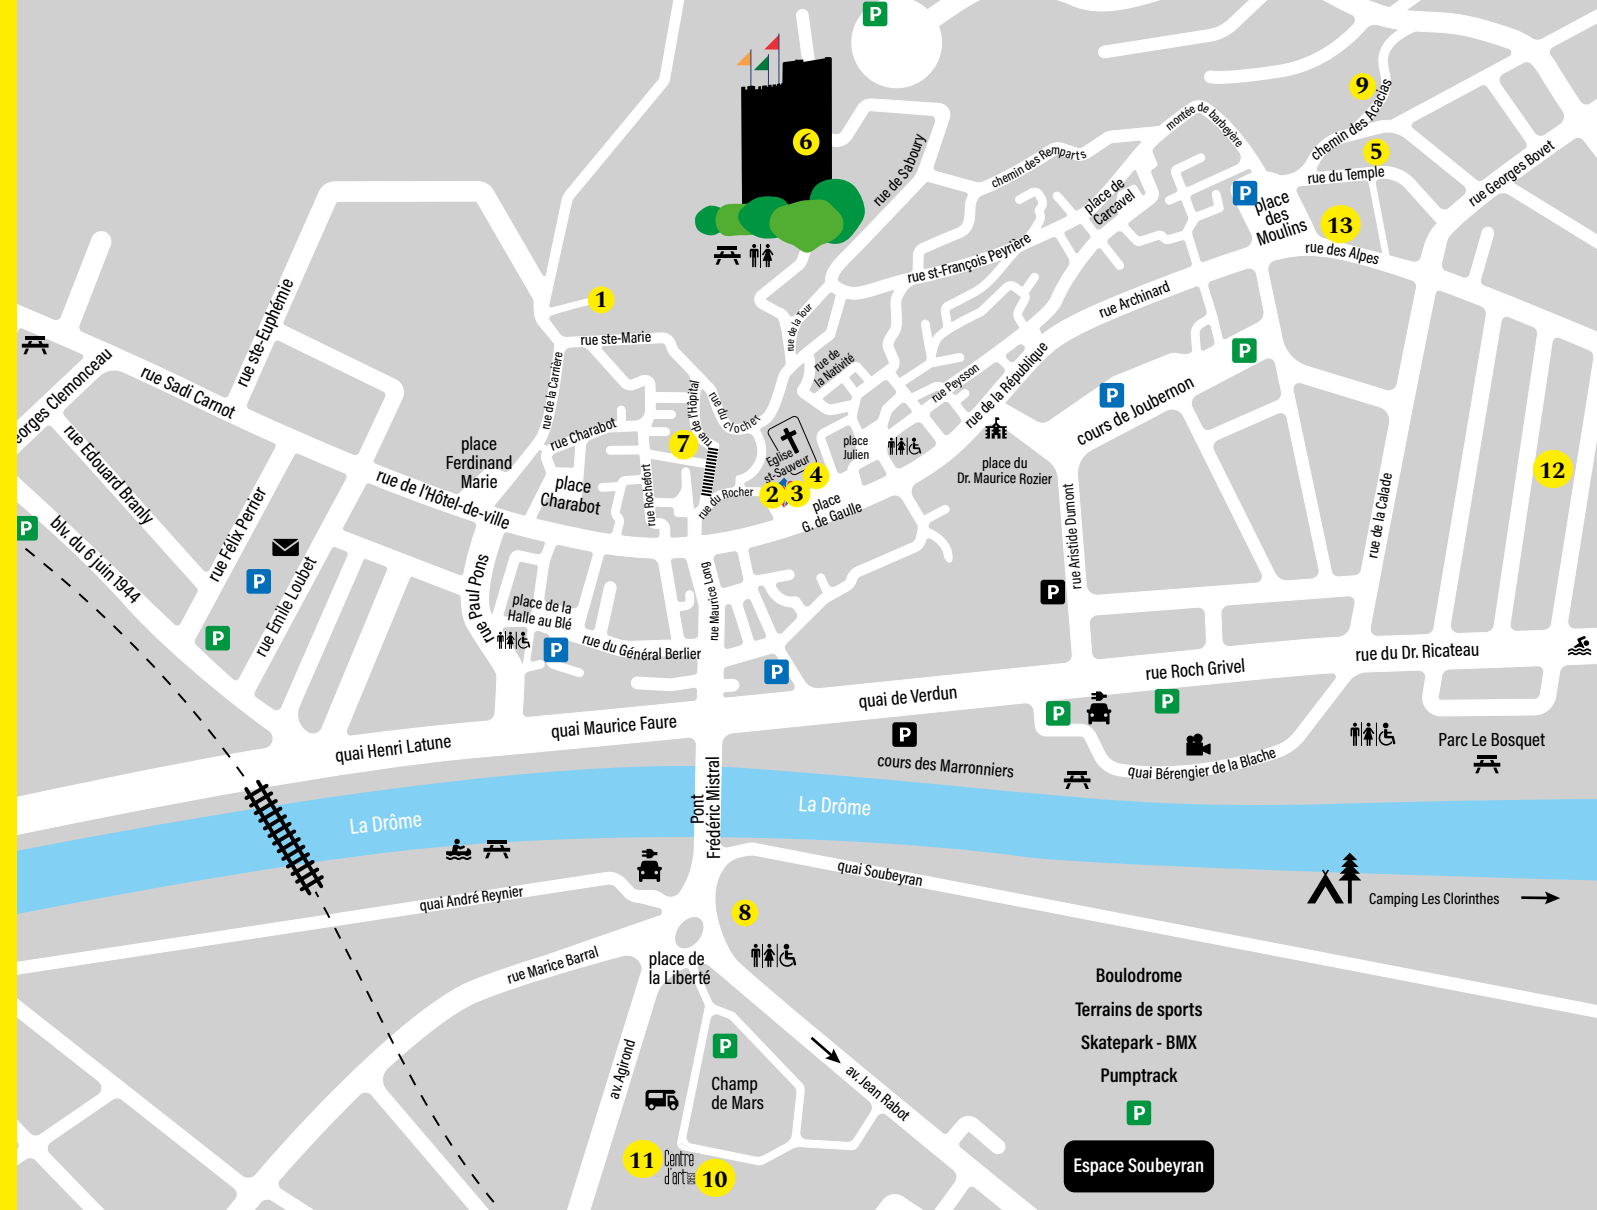 P
6
9
montée de barbeyère
chemin des Acacias
5
rue du Temple
rue Georges Bovet
rue de Saboury
chemin des Remparts
place de
Carcavel
P
place
des
Moulins
13
rue des Alpes
rue st-François Peyrière
rue Archinard
1
rue ste-Marie
rue ste-Euphémie
rue Sadi Carnot
eorges Clemonceau
rue Edouard Branly
rue de la Carrière
rue Charabot
rue de l'Hôpital
rue du Clochet
rue de la Tour
rue de
la Nativité
rue Peysson
rue de la République
P
P
cours de Joubernon
7
Eglise
st-Sauveur
4
2
3
place
Julien
place
G. de Gaulle
place du
Dr. Maurice Rozier
12
place
Ferdinand
Marie
place
Charabot
rue Rochefort
rue du Rocher
rue de l'Hôtel-de-ville
P
blv. du 6 juin 1944
rue Félix Perrier
P
rue Emile Loubet
P
rue Paul Pons
place de la
Halle au Blé
P
rue du Général Berlier
rue Maurice Long
P
rue Aristide Dumont
P
rue de la Calade
rue du Dr. Ricateau
rue Roch Grivel
quai de Verdun
quai Maurice Faure
quai Henri Latune
P
P
P
cours des Marronniers
quai Bérengier de la Blache
Parc Le Bosquet
Pont
Frédéric Mistral
La Drôme
La Drôme
quai Soubeyran
quai André Reynier
Camping Les Clorinthes
8
rue Marice Barral
place de
la Liberté
P
Champ
de Mars
av. Agirond
av. Jean Rabot
11
Centre
d'art
10
Boulodrome
Terrains de sports
Skatepark - BMX
Pumptrack
P
Espace Soubeyran